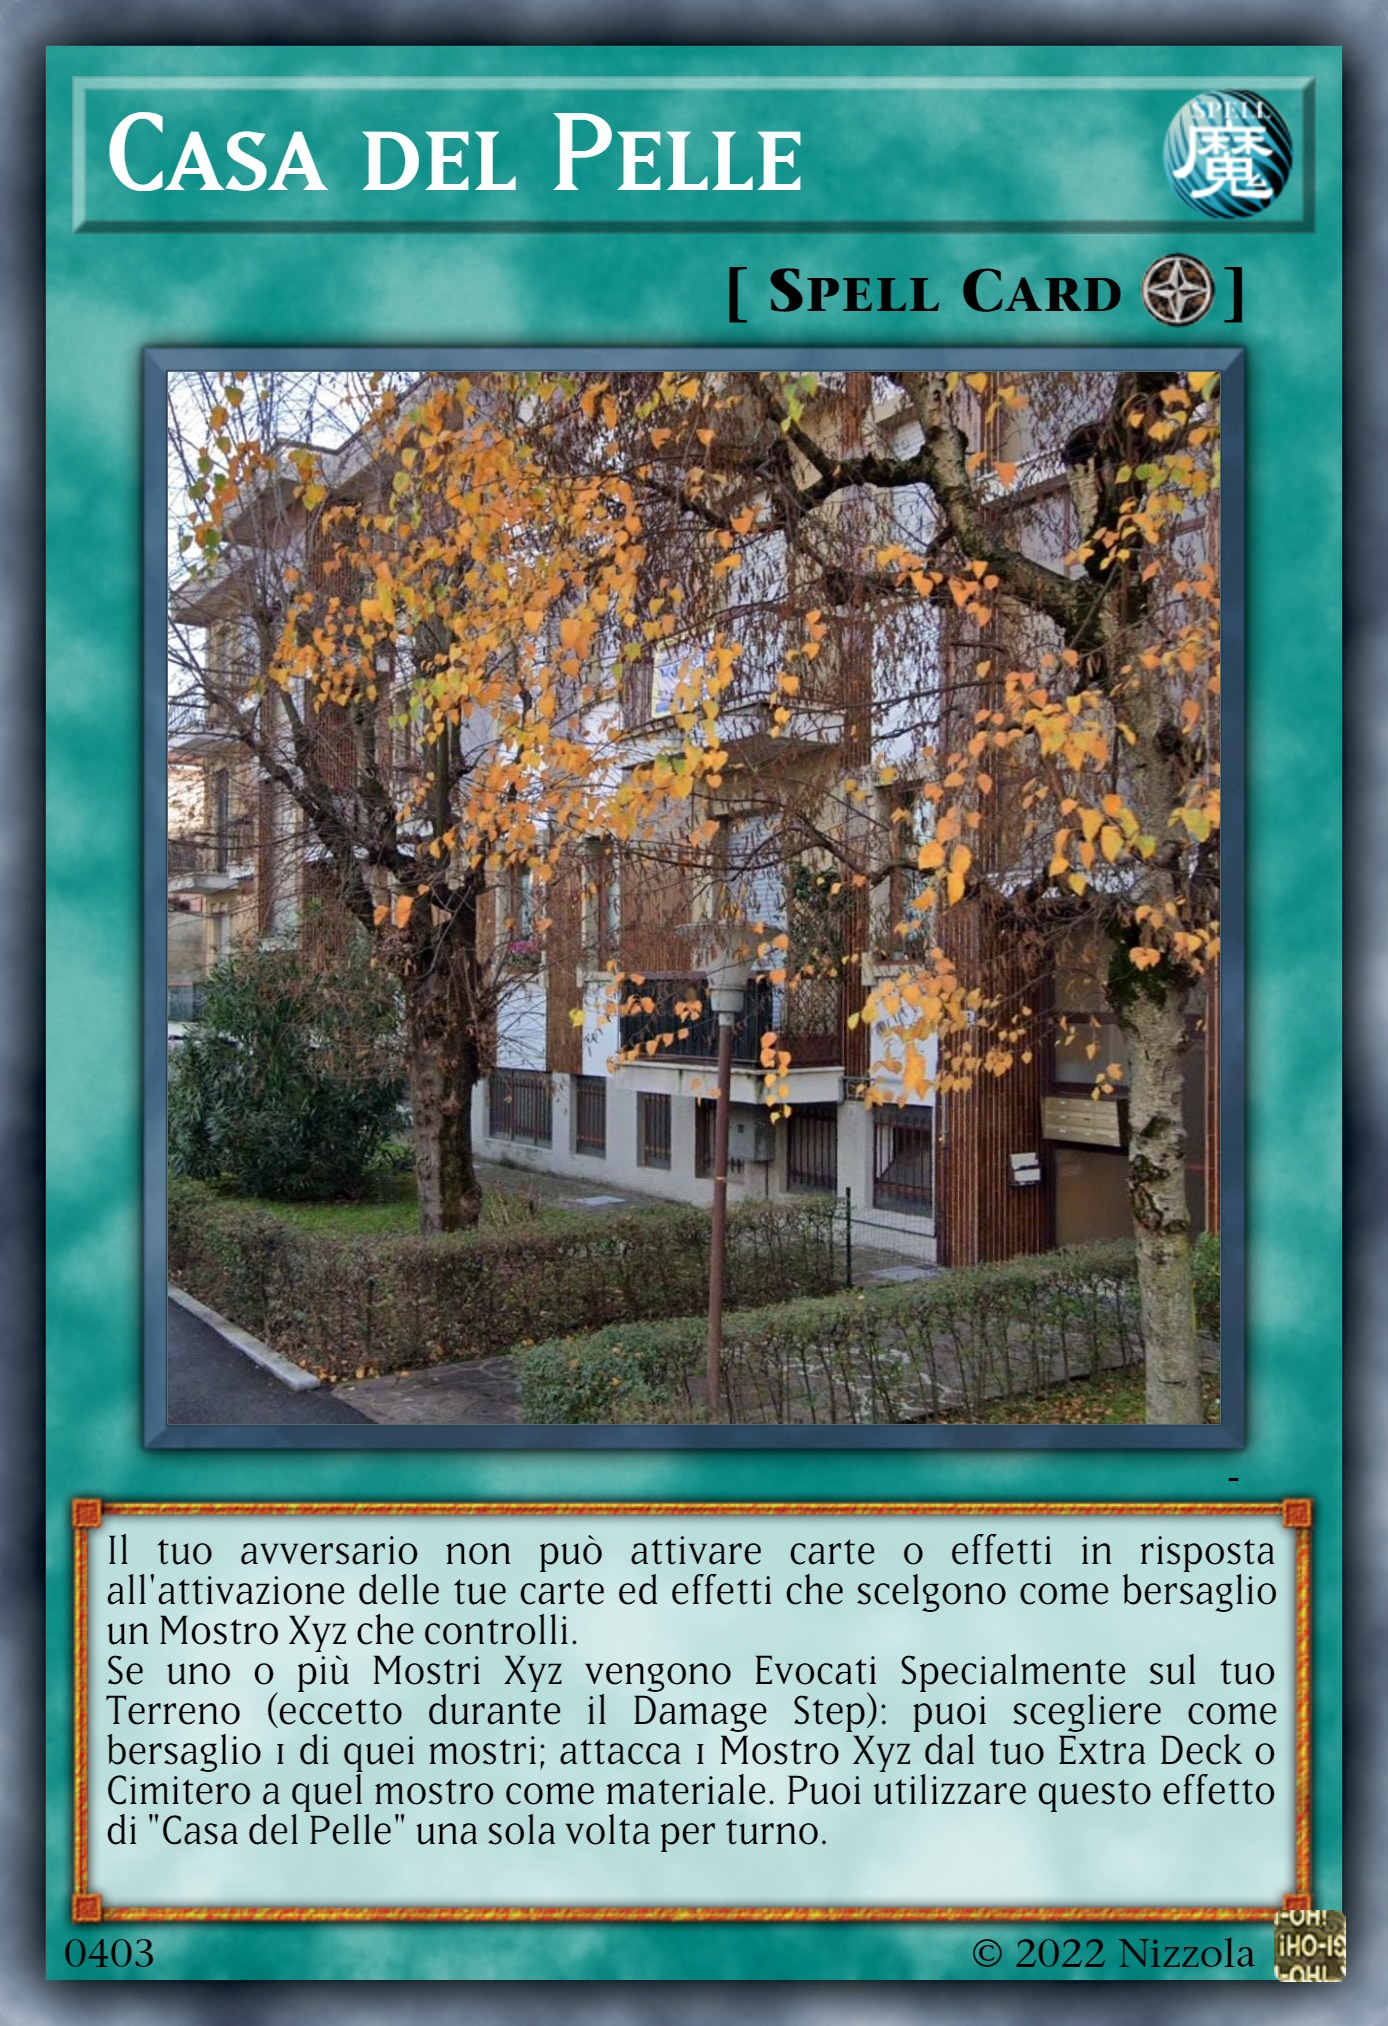 Casa del Pelle
SPELL
魔
[ Spell Card ]
-
Il tuo avversario non può attivare carte o effetti in risposta
all'attivazione delle tue carte ed effetti che scelgono come bersaglio
un Mostro Xyz che controlli.
Se uno o più Mostri Xyz vengono Evocati Specialmente sul tuo
Terreno (eccetto durante il Damage Step): puoi scegliere come
bersaglio 1 di quei mostri; attacca 1 Mostro Xyz dal tuo Extra Deck o
Cimitero a quel mostro come materiale. Puoi utilizzare questo effetto
di "Casa del Pelle" una sola volta per turno.
0403
© 2022 Nizzola